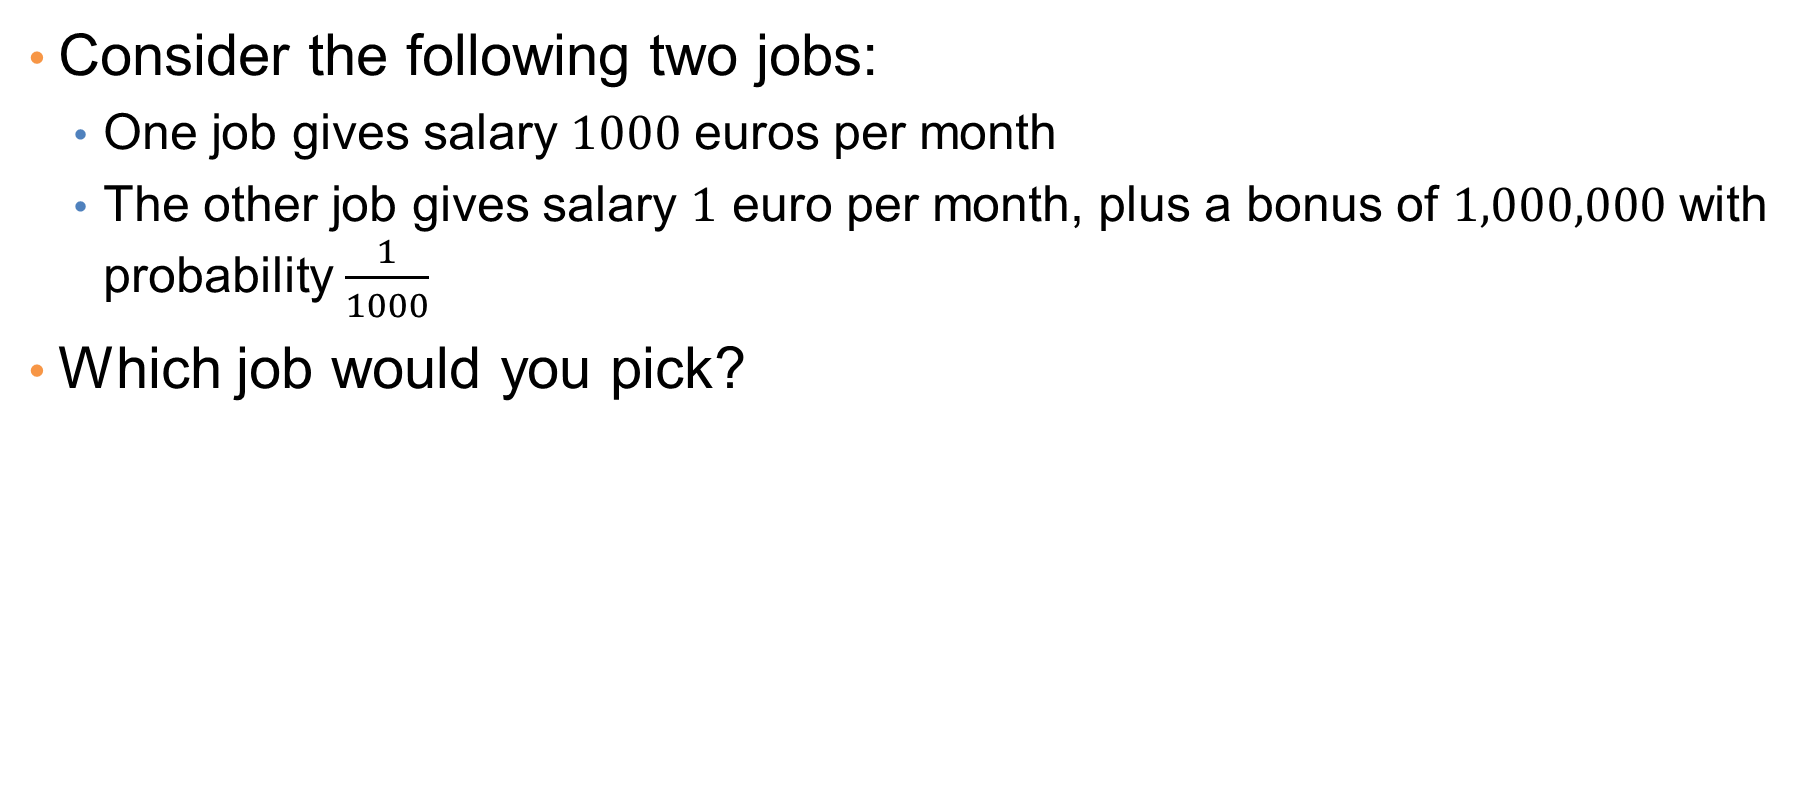 • Consider the following two jobs:
• One job gives salary 1000 euros per month
• The other job gives salary 1 euro per month, plus a bonus of 1,000,000 with
probability 1/1000
• Which job would you pick?